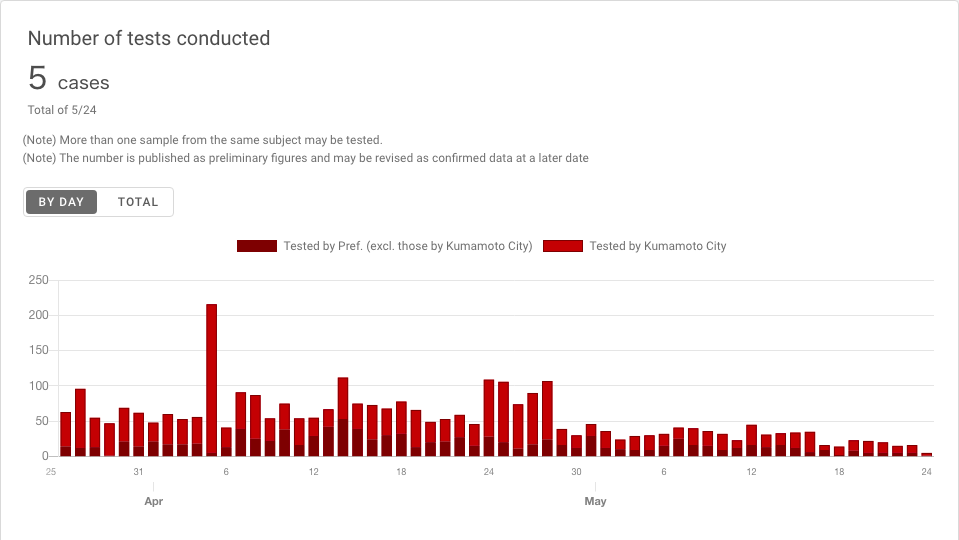 Number of tests conducted
5 cases
Total of 5/24
(Note) More than one sample from the same subject may be tested.
(Note) The number is published as preliminary figures and may be revised as confirmed data at a later date
BY DAY TOTAL
Tested by Pref. (excl. those by Kumamoto City) Tested by Kumamoto City
250
200
150
100
50
0
25 31 6 12 18 24 30 6 12 18 24
Apr May